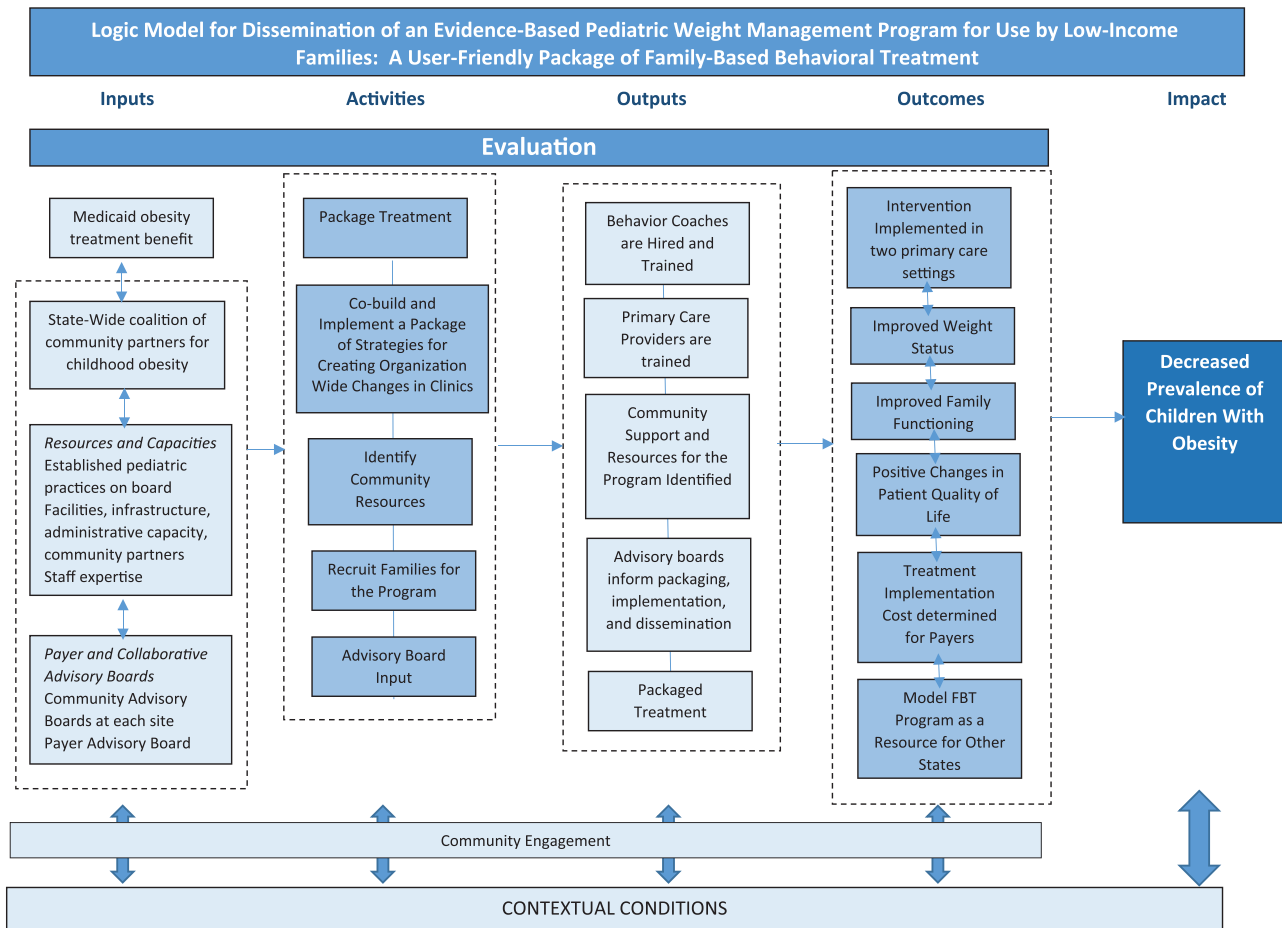 Logic Model for Dissemination of an Evidence-Based Pediatric Weight Management Program for Use by Low-Income
Families:  A User-Friendly Package of Family-Based Behavioral Treatment
Inputs
Activities
Outputs
Outcomes
Impact
Evaluation
Medicaid obesity
treatment benefit
State-Wide coalition of
community partners for
childhood obesity
Resources and Capacities
Established pediatric
practices on board
Facilities, infrastructure,
administrative capacity,
community partners
Staff expertise
Payer and Collaborative
Advisory Boards
Community Advisory
Boards at each site
Payer Advisory Board
Package Treatment
Co-build and
Implement a Package
of Strategies for
Creating Organization
Wide Changes in Clinics
Identify
Community
Resources
Recruit Families for
the Program
Advisory Board
Input
Behavior Coaches
are Hired and
Trained
Primary Care
Providers are
trained
Community
Support and
Resources for the
Program Identified
Advisory boards
inform packaging,
implementation,
and dissemination
Packaged
Treatment
Intervention
Implemented in
two primary care
settings
Improved Weight
Status
Improved Family
Functioning
Positive Changes in
Patient Quality of
Life
Treatment
Implementation
Cost determined
for Payers
Model FBT
Program as a
Resource for Other
States
Decreased
Prevalence of
Children With
Obesity
Community Engagement
CONTEXTUAL CONDITIONS